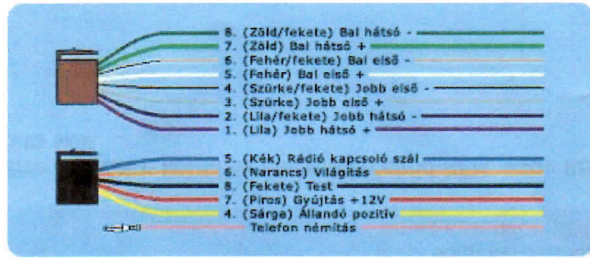 8. (Zöld/fekete) Bal hátsó -
7. (Zöld) Bal hátsó +
6. (Fehér/fekete) Bal első -
5. (Fehér) Bal első +
4. (Szürke/fekete) Jobb első -
3. (Szürke) Jobb első +
2. (Lila/fekete) Jobb hátsó -
1. (Lila) Jobb hátsó +
5. (Kék) Rádió kapcsoló szál
6. (Narancs) Világítás
8. (Fekete) Test
7. (Piros) Gyújtás +12V
4. (Sárga) Állandó pozitív
Telefon némítás